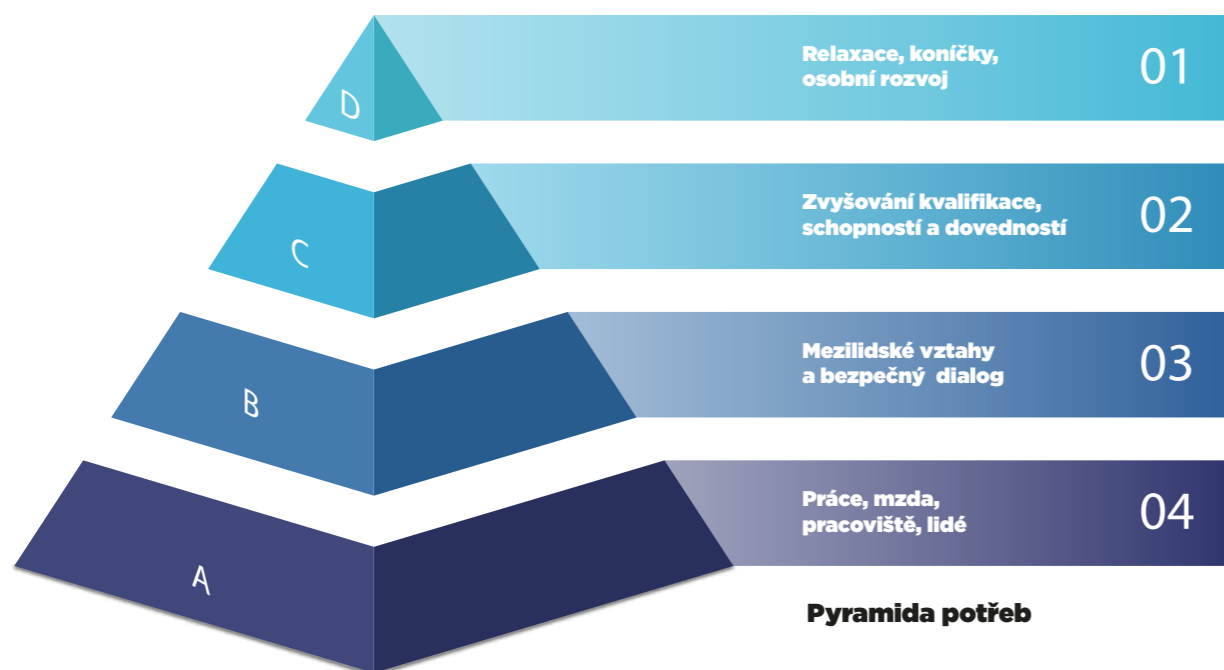 D
Relaxace, koníčky,
osobní rozvoj
01
C
Zvyšování kvalifikace,
schopností a dovedností
02
B
Mezilidské vztahy
a bezpečný  dialog
03
A
Práce, mzda,
pracoviště, lidé
04
Pyramida potřeb